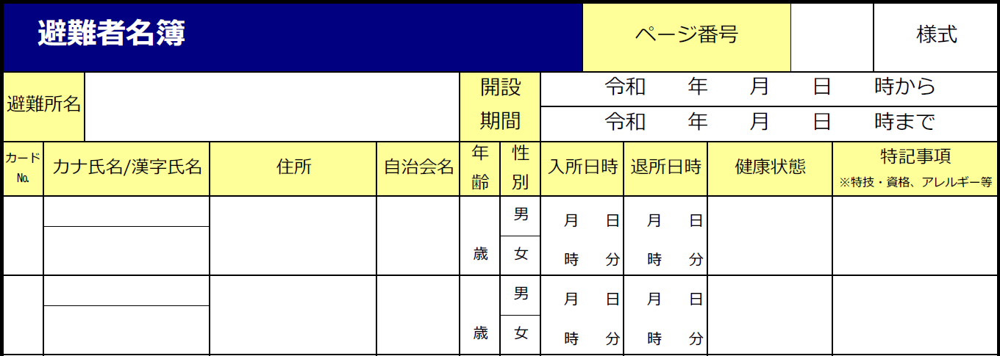 避難者名簿 ページ番号 様式
避難所名 開設期間 令和 年 月 日 時から
令和 年 月 日 時まで
カード№ カナ氏名/漢字氏名 住所 自治会名 年齢 性別 入所日時 退所日時 健康状態 特記事項
※特技・資格、アレルギー等
男 月 日 月 日
歳 女 時 分 時 分
男 月 日 月 日
歳 女 時 分 時 分